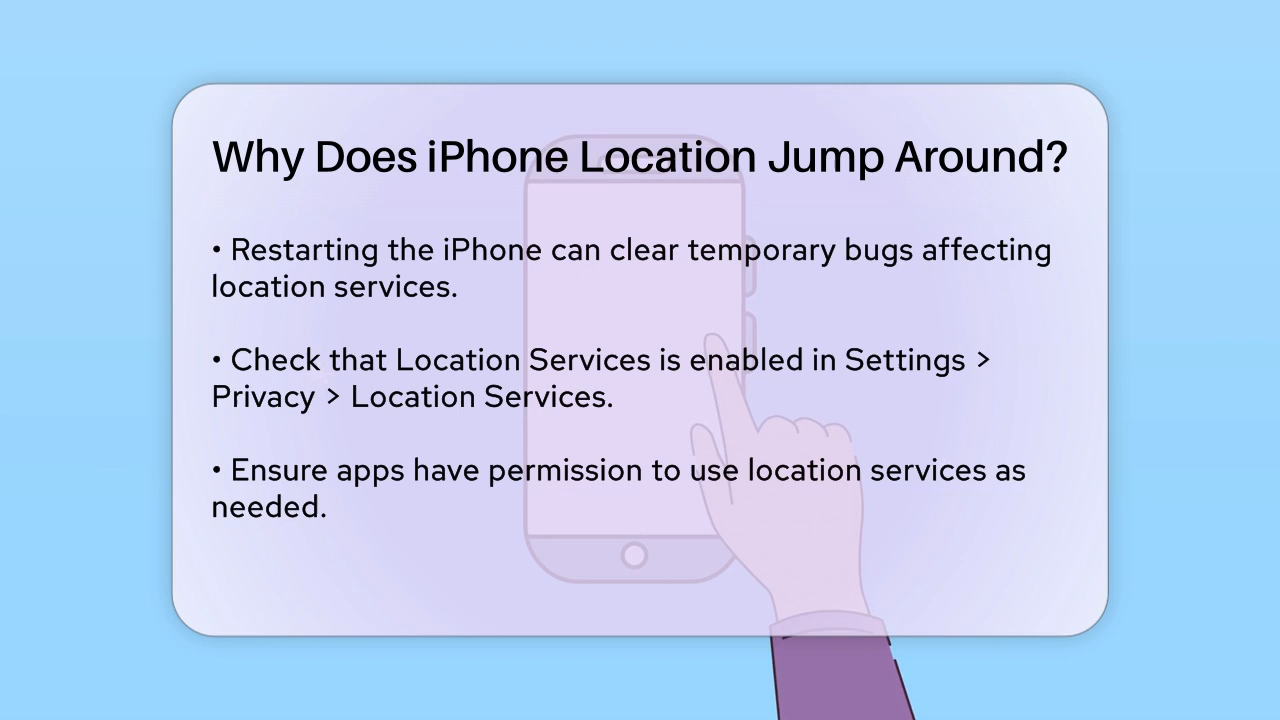 Why Does iPhone Location Jump Around?
• Restarting the iPhone can clear temporary bugs affecting
location services.
• Check that Location Services is enabled in Settings >
Privacy > Location Services.
• Ensure apps have permission to use location services as
needed.